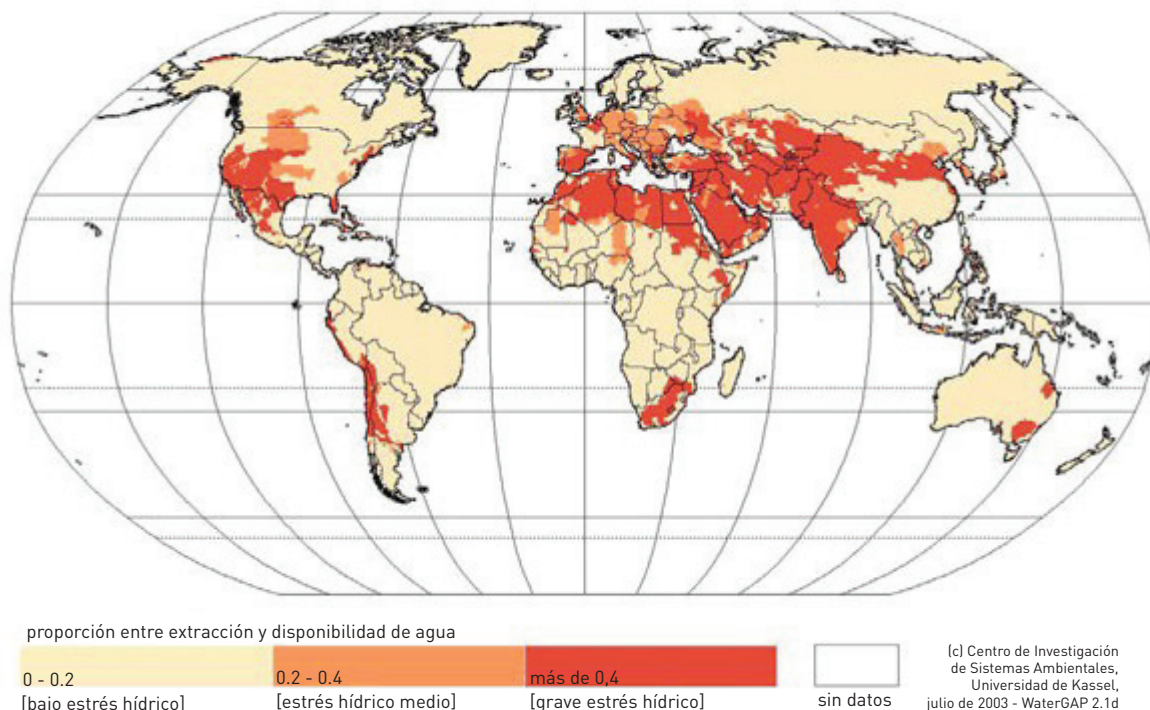 proporción entre extracción y disponibilidad de agua
0 - 0.2
0.2 - 0.4
más de 0,4
[bajo estrés hídrico]
[estrés hídrico medio]
[grave estrés hídrico]
sin datos
(c) Centro de Investigación
de Sistemas Ambientales,
Universidad de Kassel,
julio de 2003 - WaterGAP 2.1d